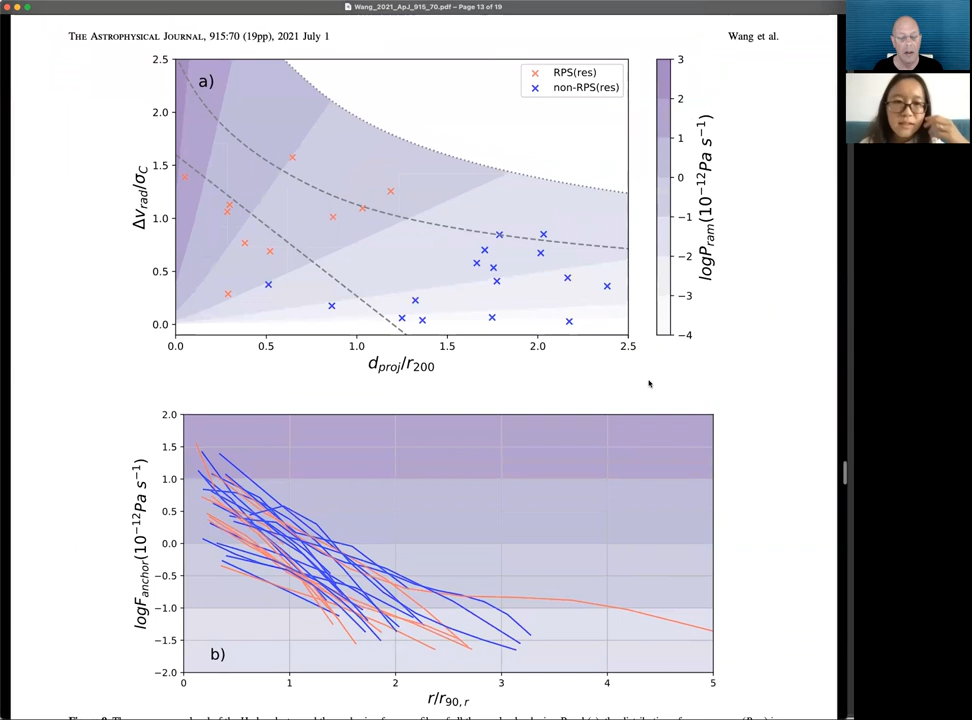 Wang_2021_ApJ_915_70.pdf – Page 13 of 19
THE ASTROPHYSICAL JOURNAL, 915:70 (19pp), 2021 July 1
Wang et al.
a)
RPS(res)
non-RPS(res)
2.5
2.0
1.5
1.0
0.5
0.0
Δv_rad/σ_C
0.0 0.5 1.0 1.5 2.0 2.5
d_proj/r_200
3
2
1
0
−1
−2
−3
−4
logP_ram(10^−12 Pa s^−1)
2.0
1.5
1.0
0.5
0.0
−0.5
−1.0
−1.5
−2.0
logF_anchor(10^−12 Pa s^−1)
b)
0 1 2 3 4 5
r/r_90,r